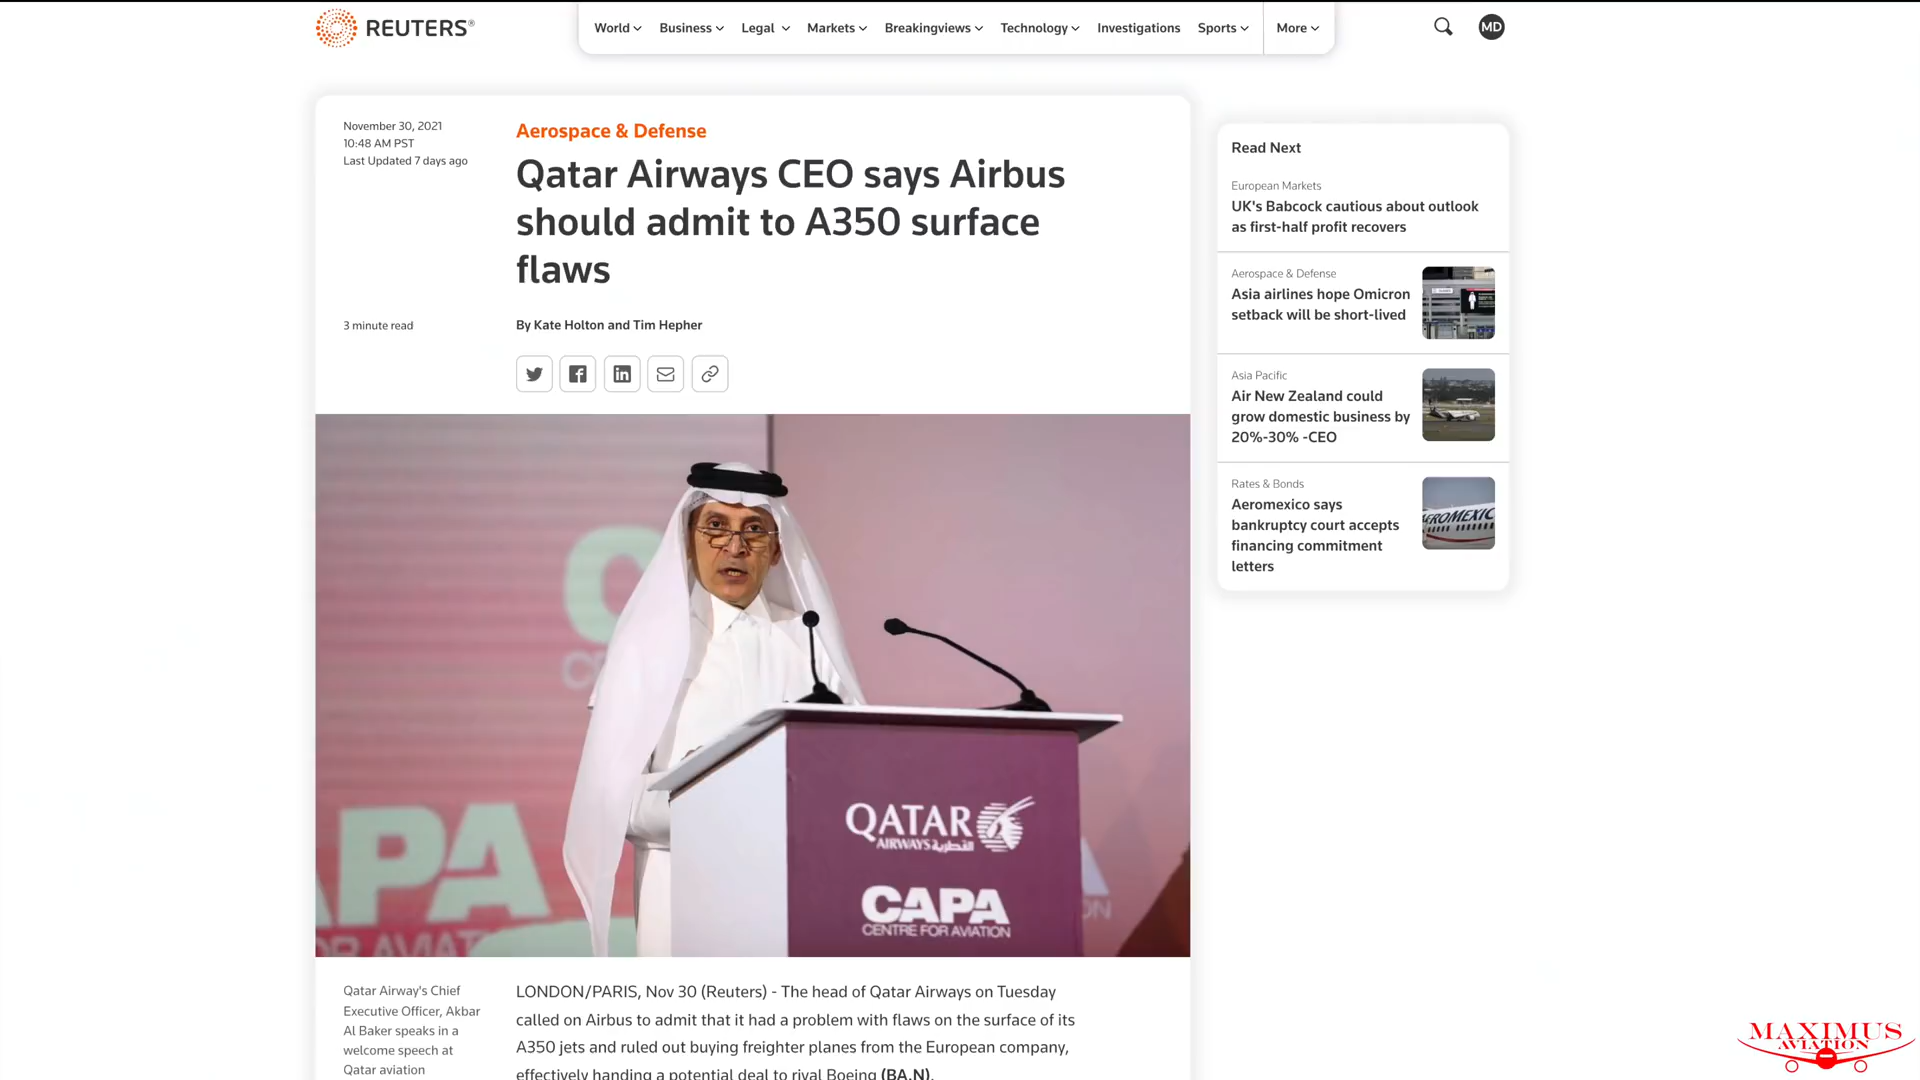 REUTERS®
World
Business
Legal
Markets
Breakingviews
Technology
Investigations
Sports
More
MD
November 30, 2021
10:48 AM PST
Last Updated 7 days ago
Aerospace & Defense
Qatar Airways CEO says Airbus
should admit to A350 surface
flaws
3 minute read
By Kate Holton and Tim Hepher
QATAR
AIRWAYS القطرية
CAPA
CENTRE FOR AVIATION
Qatar Airway's Chief
Executive Officer, Akbar
Al Baker speaks in a
welcome speech at
Qatar aviation
LONDON/PARIS, Nov 30 (Reuters) - The head of Qatar Airways on Tuesday
called on Airbus to admit that it had a problem with flaws on the surface of its
A350 jets and ruled out buying freighter planes from the European company,
effectively handing a potential deal to rival Boeing (BA.N).
Read Next
European Markets
UK's Babcock cautious about outlook
as first-half profit recovers
Aerospace & Defense
Asia airlines hope Omicron
setback will be short-lived
Asia Pacific
Air New Zealand could
grow domestic business by
20%-30% -CEO
Rates & Bonds
Aeromexico says
bankruptcy court accepts
financing commitment
letters
EROMEXIC
MAXIMUS
AVIATION